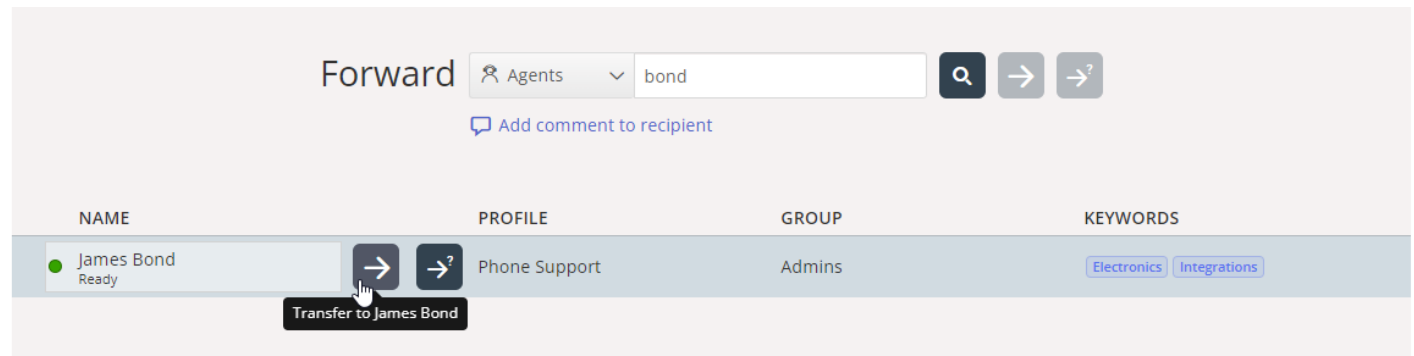 Forward Agents bond
Add comment to recipient
NAME PROFILE GROUP KEYWORDS
James Bond
Ready
Phone Support Admins Electronics Integrations
Transfer to James Bond